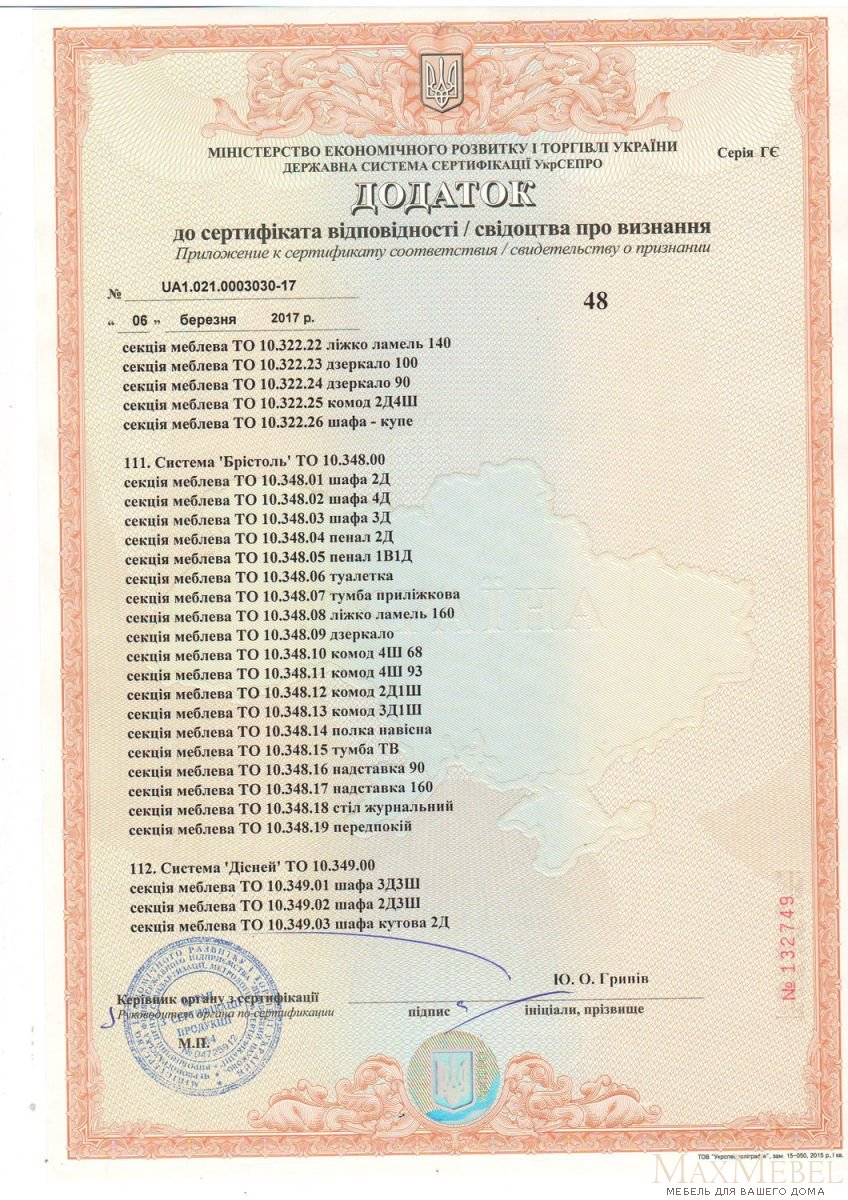 МІНІСТЕРСТВО ЕКОНОМІЧНОГО РОЗВИТКУ І ТОРГІВЛІ УКРАЇНИ
Серія ГЄ
ДЕРЖАВНА СИСТЕМА СЕРТИФІКАЦІЇ УкрСЕПРО
ДОДАТОК
до сертифіката відповідності / свідоцтва про визнання
Приложение к сертификату соответствия / свидетельству о признании
№ UA1.021.0003030-17
48
“ 06 ” березня 2017 р.
секція меблева ТО 10.322.22 ліжко ламель 140
секція меблева ТО 10.322.23 дзеркало 100
секція меблева ТО 10.322.24 дзеркало 90
секція меблева ТО 10.322.25 комод 2Д4Ш
секція меблева ТО 10.322.26 шафа - купе
111. Система 'Брістоль' ТО 10.348.00
секція меблева ТО 10.348.01 шафа 2Д
секція меблева ТО 10.348.02 шафа 4Д
секція меблева ТО 10.348.03 шафа 3Д
секція меблева ТО 10.348.04 пенал 2Д
секція меблева ТО 10.348.05 пенал 1В1Д
секція меблева ТО 10.348.06 туалетка
секція меблева ТО 10.348.07 тумба приліжкова
секція меблева ТО 10.348.08 ліжко ламель 160
секція меблева ТО 10.348.09 дзеркало
секція меблева ТО 10.348.10 комод 4Ш 68
секція меблева ТО 10.348.11 комод 4Ш 93
секція меблева ТО 10.348.12 комод 2Д1Ш
секція меблева ТО 10.348.13 комод 3Д1Ш
секція меблева ТО 10.348.14 полка навісна
секція меблева ТО 10.348.15 тумба ТВ
секція меблева ТО 10.348.16 надставка 90
секція меблева ТО 10.348.17 надставка 160
секція меблева ТО 10.348.18 стіл журнальний
секція меблева ТО 10.348.19 передпокій
112. Система 'Дісней' ТО 10.349.00
секція меблева ТО 10.349.01 шафа 3Д3Ш
секція меблева ТО 10.349.02 шафа 2Д3Ш
секція меблева ТО 10.349.03 шафа кутова 2Д
№ 132749
Ю. О. Гринів
Керівник органу з сертифікації
Руководитель органа по сертификации
підпис
ініціали, прізвище
М.П.
З СЕРТИФІКАЦІЇ
ПРОДУКЦІЇ
№ 04725912
зам. 15-050, 2015 р., І кв.
MAXMEBEL
МЕБЕЛЬ ДЛЯ ВАШЕГО ДОМА